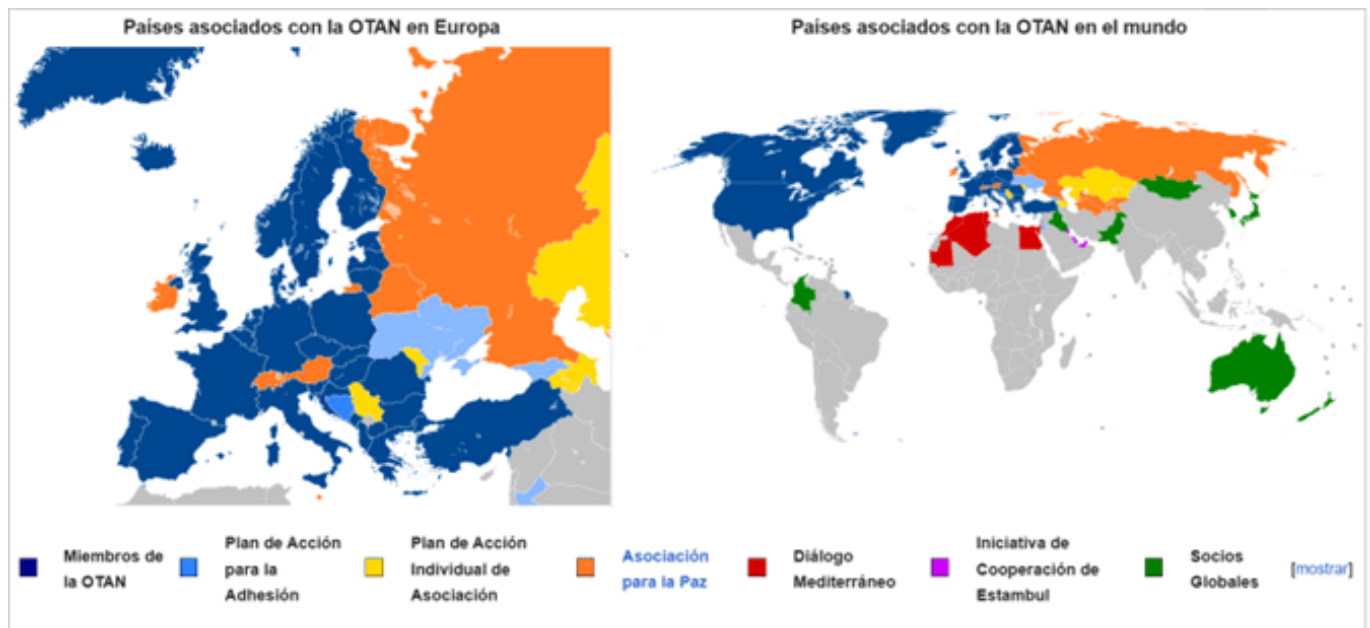 Países asociados con la OTAN en Europa
Países asociados con la OTAN en el mundo
Miembros de
la OTAN
Plan de Acción
para la
Adhesión
Plan de Acción
Individual de
Asociación
Asociación
para la Paz
Diálogo
Mediterráneo
Iniciativa de
Cooperación de
Estambul
Socios
Globales
[mostrar]